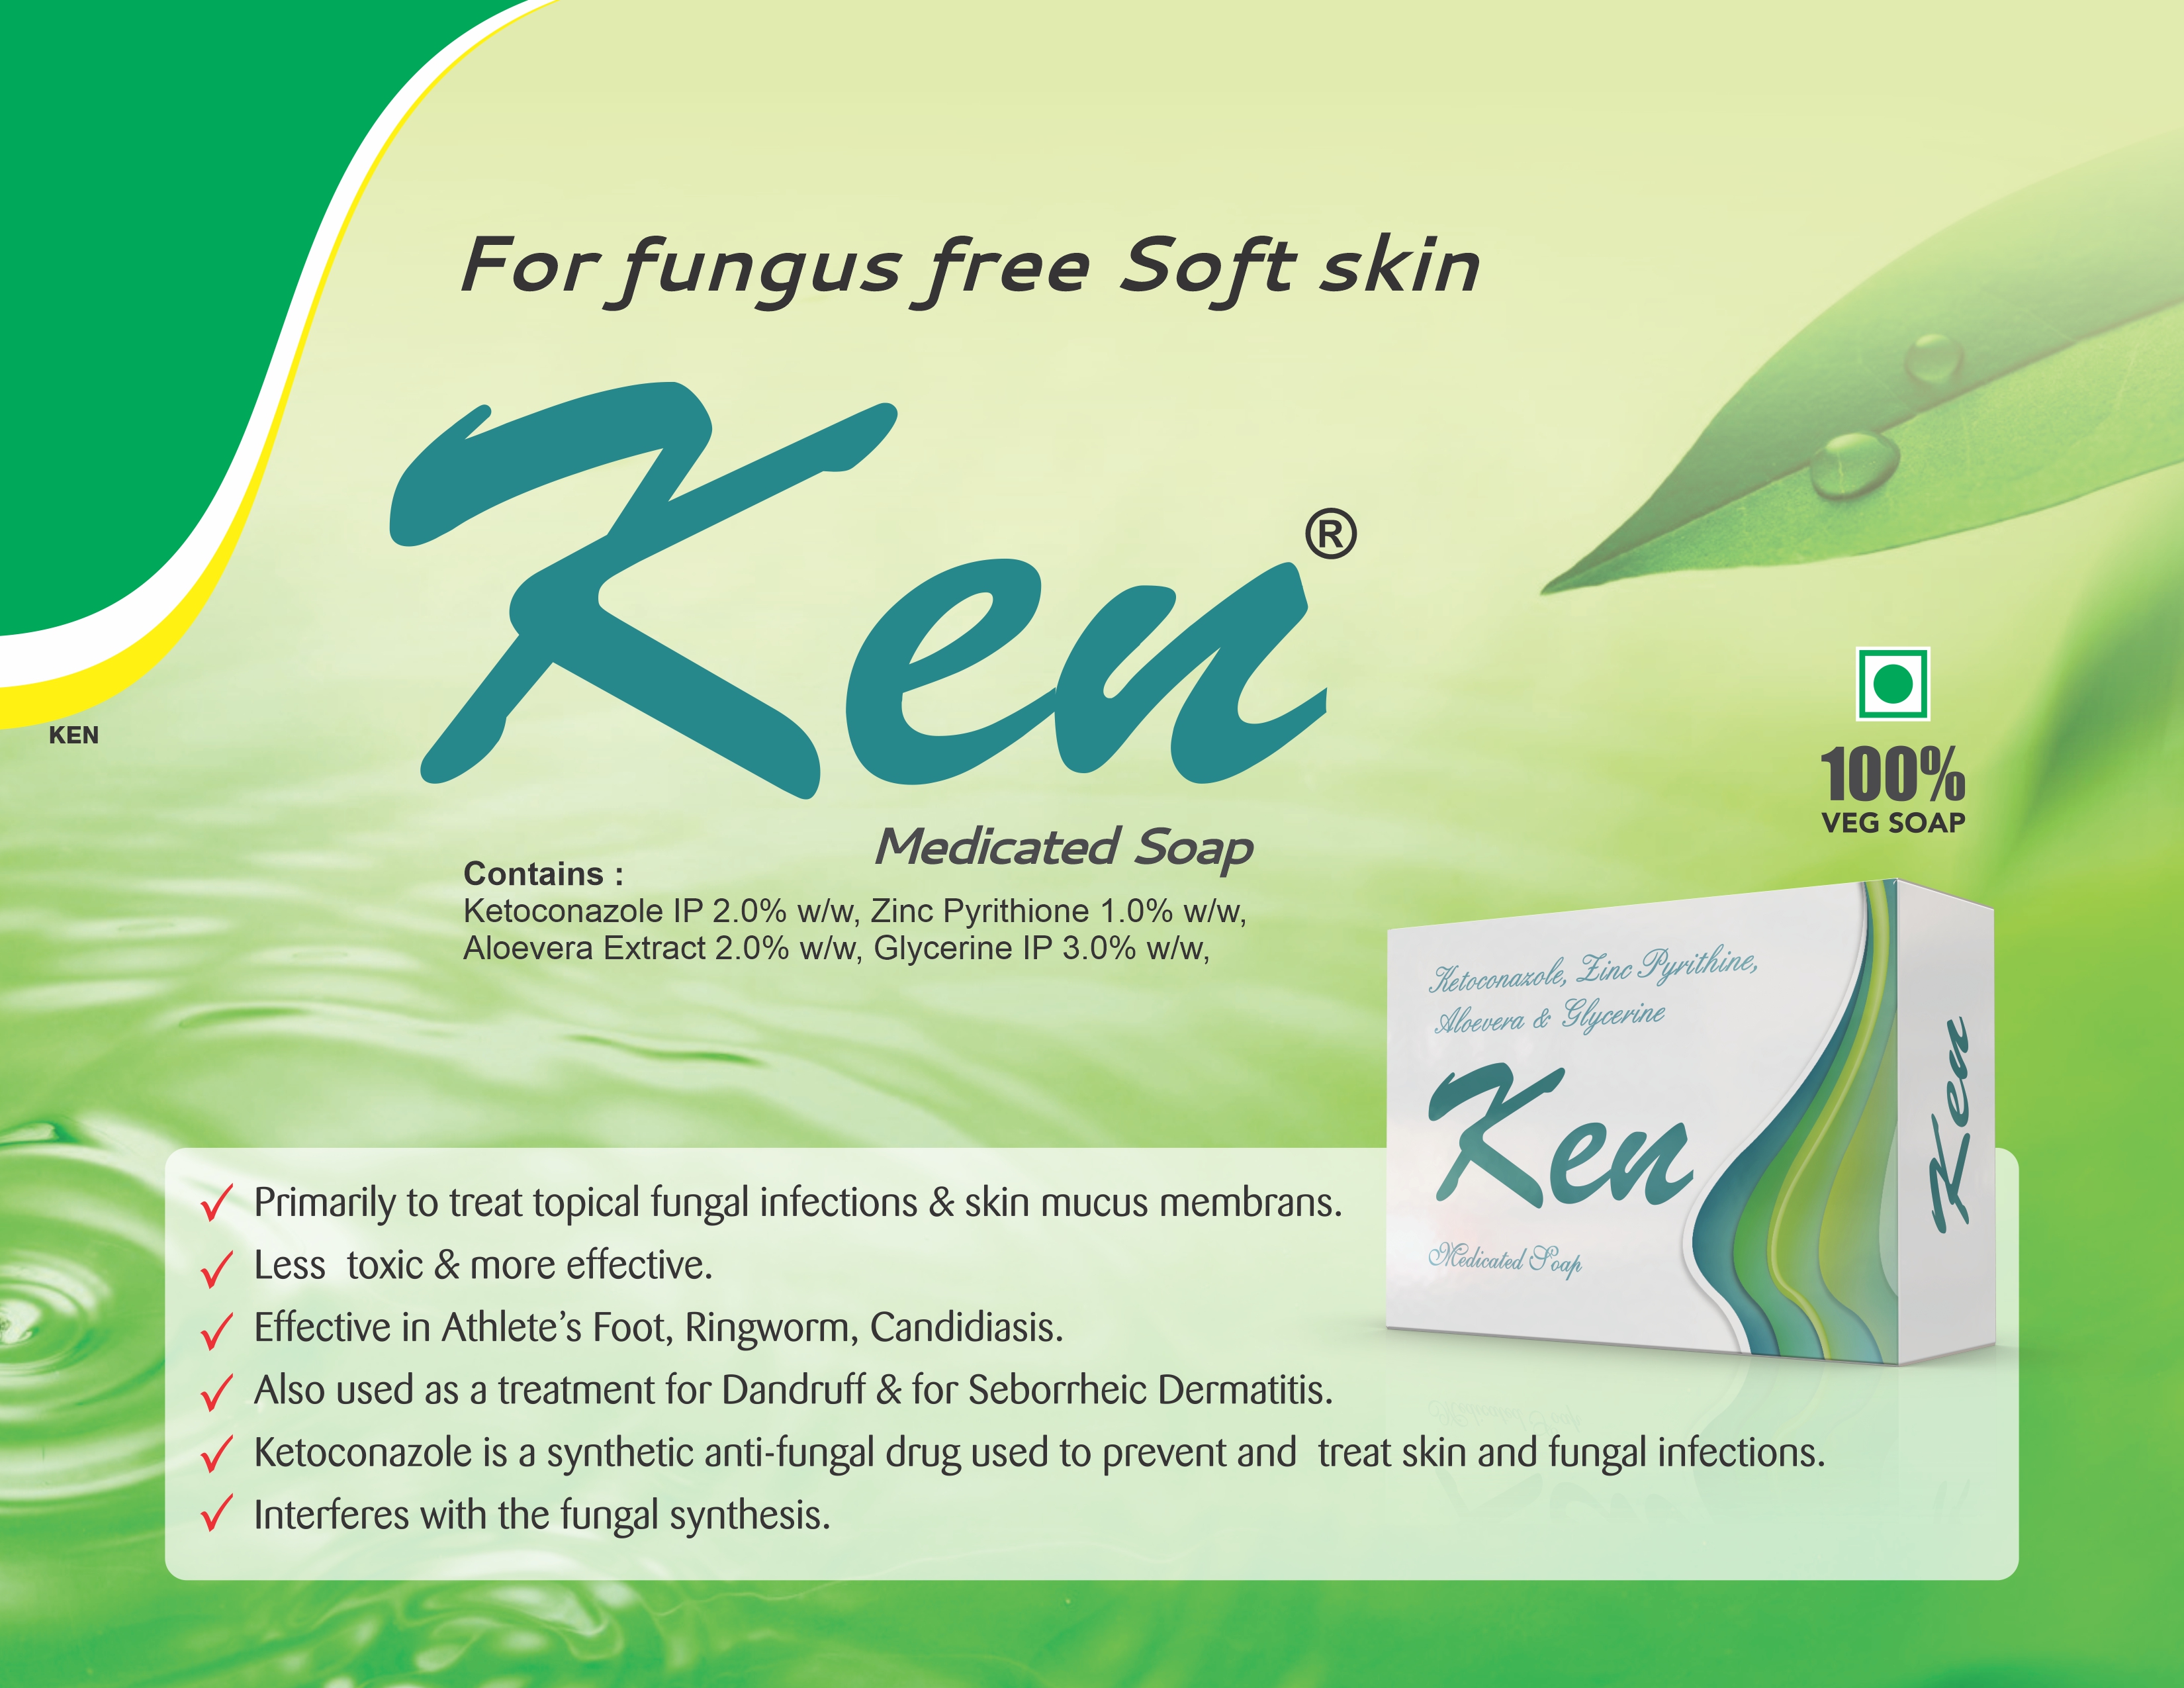 For fungus free Soft skin
Ken®
KEN
100%
VEG SOAP
Medicated Soap
Contains :
Ketoconazole IP 2.0% w/w, Zinc Pyrithione 1.0% w/w,
Aloevera Extract 2.0% w/w, Glycerine IP 3.0% w/w,
Ketoconazole, Zinc Pyrithine,
Aloevera & Glycerine
Ken
Medicated Soap
Ken
✓ Primarily to treat topical fungal infections & skin mucus membrans.
✓ Less toxic & more effective.
✓ Effective in Athlete's Foot, Ringworm, Candidiasis.
✓ Also used as a treatment for Dandruff & for Seborrheic Dermatitis.
✓ Ketoconazole is a synthetic anti-fungal drug used to prevent and treat skin and fungal infections.
✓ Interferes with the fungal synthesis.